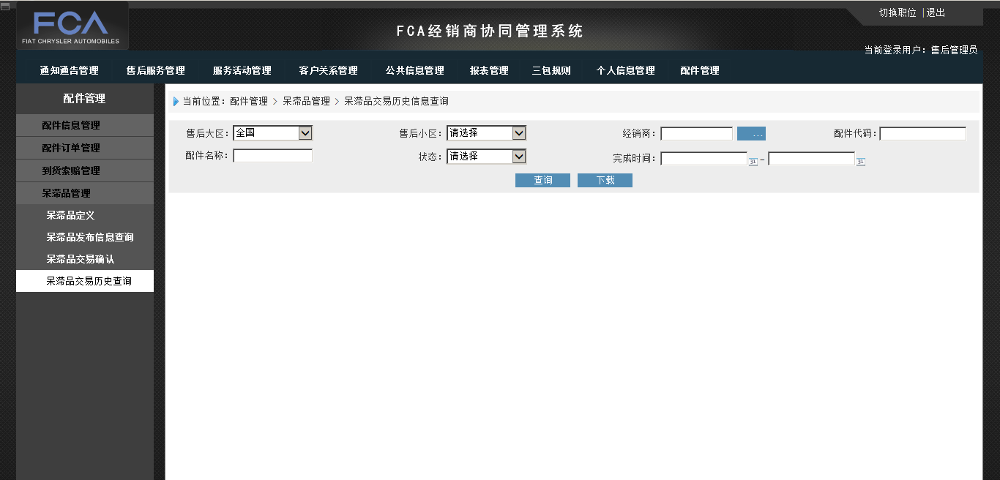 FCA
FIAT CHRYSLER AUTOMOBILES
FCA经销商协同管理系统
切换职位 | 退出
当前登录用户：售后管理员
通知通告管理 售后服务管理 服务活动管理 客户关系管理 公共信息管理 报表管理 三包规则 个人信息管理 配件管理
配件管理
配件信息管理
配件订单管理
到货索赔管理
呆滞品管理
呆滞品定义
呆滞品发布信息查询
呆滞品交易确认
呆滞品交易历史查询
当前位置：配件管理 > 呆滞品管理 > 呆滞品交易历史信息查询
售后大区： 全国 售后小区： 请选择 经销商： ... 配件代码：
配件名称： 状态： 请选择 完成时间： 31 - 31
查询 下载